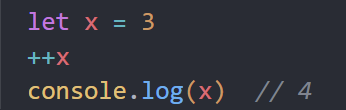 let x = 3
++x
console.log(x)  // 4